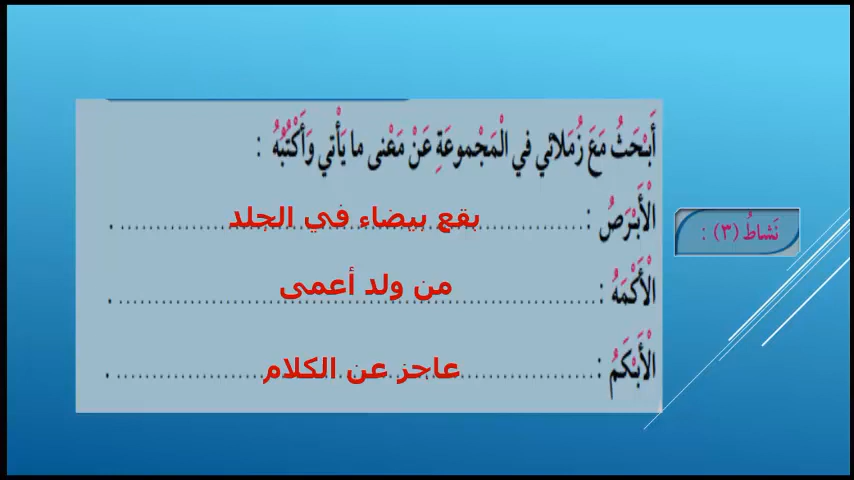 أَبْحَثُ مَعَ زُمَلائي في الْمَجْموعَةِ عَنْ مَعْنى ما يَأْتي وَأَكْتُبُهُ :
نَشاطُ (٣) :
الْأَبْرَصُ : بقع بيضاء في الجلد .
الْأَكْمَهُ : من ولد أعمى .
الْأَبْكَمُ : عاجز عن الكلام .